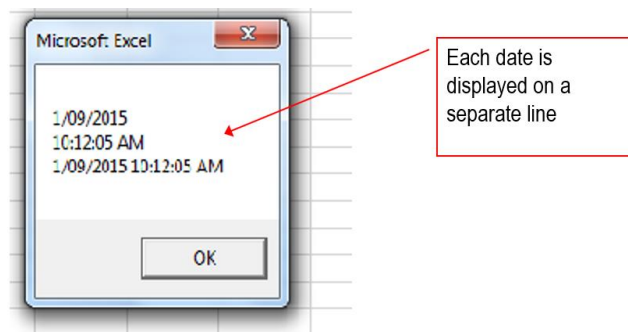 Microsoft Excel
1/09/2015
10:12:05 AM
1/09/2015 10:12:05 AM
OK
Each date is
displayed on a
separate line